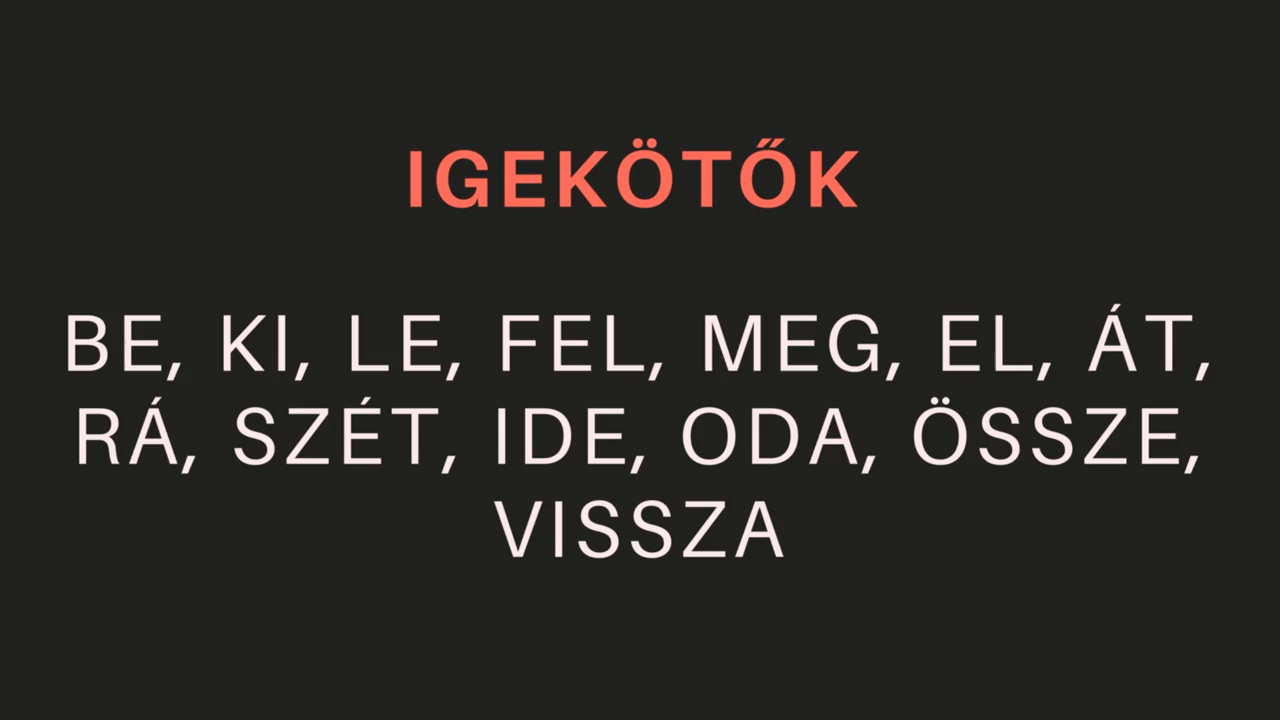 IGEKÖTŐK
BE, KI, LE, FEL, MEG, EL, ÁT,
RÁ, SZÉT, IDE, ODA, ÖSSZE,
VISSZA